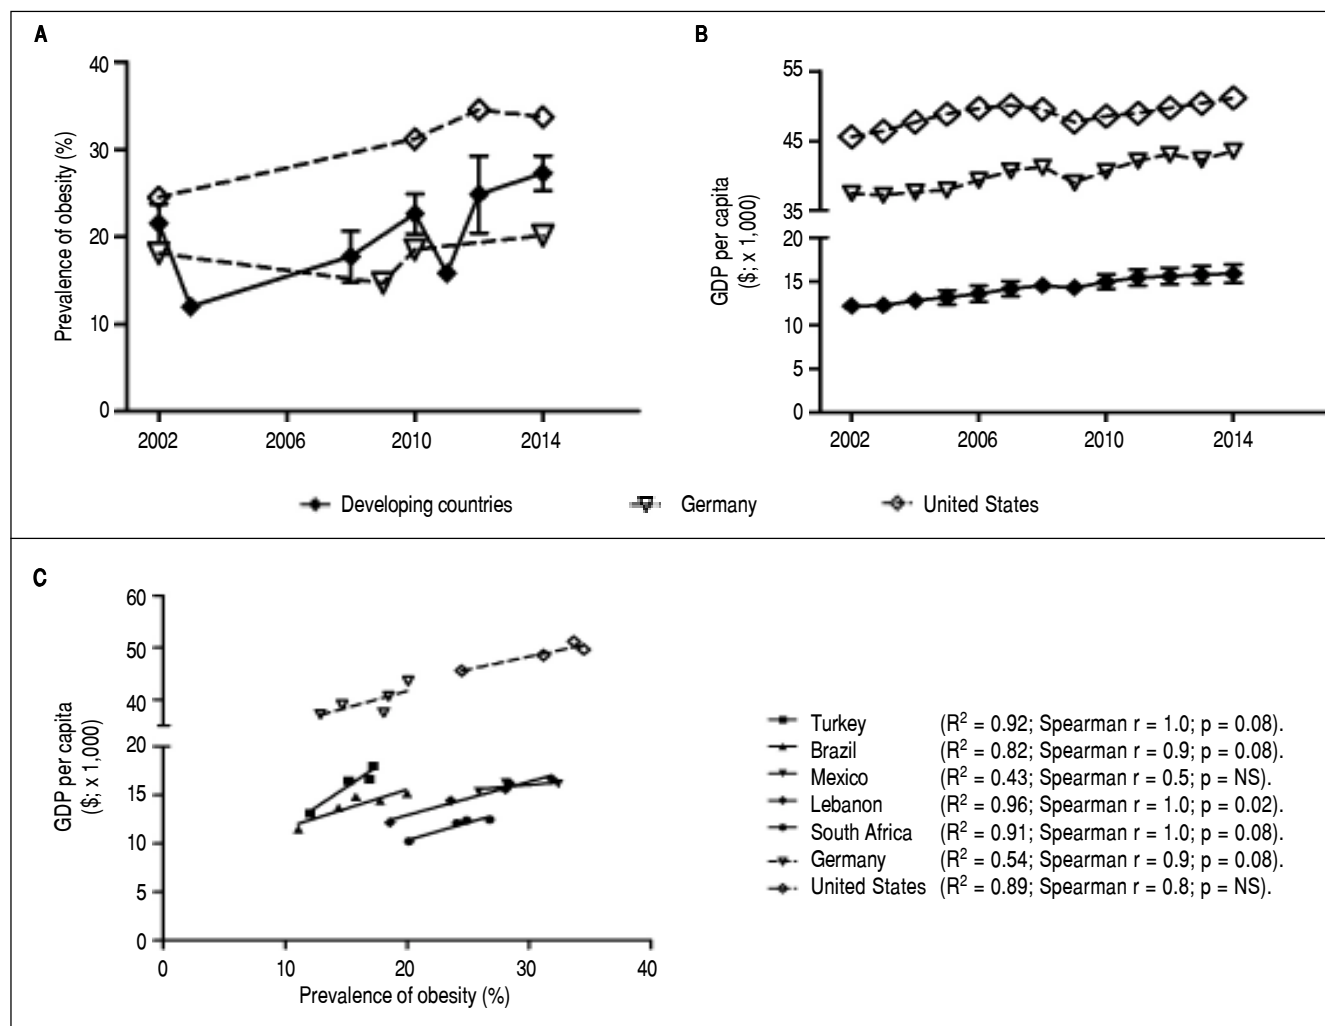 A
Prevalence of obesity (%)
40
30
20
10
0
2002 2006 2010 2014
B
GDP per capita
($; x 1,000)
55
45
35
20
15
10
5
0
2002 2006 2010 2014
Developing countries Germany United States
C
GDP per capita
($; x 1,000)
60
50
40
20
15
10
5
0
0 10 20 30 40
Prevalence of obesity (%)
Turkey (R² = 0.92; Spearman r = 1.0; p = 0.08).
Brazil (R² = 0.82; Spearman r = 0.9; p = 0.08).
Mexico (R² = 0.43; Spearman r = 0.5; p = NS).
Lebanon (R² = 0.96; Spearman r = 1.0; p = 0.02).
South Africa (R² = 0.91; Spearman r = 1.0; p = 0.08).
Germany (R² = 0.54; Spearman r = 0.9; p = 0.08).
United States (R² = 0.89; Spearman r = 0.8; p = NS).